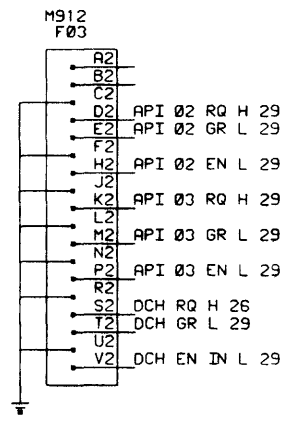 M912
F03
A2
B2
C2
D2 API 02 RQ H 29
E2 API 02 GR L 29
F2
H2 API 02 EN L 29
J2
K2 API 03 RQ H 29
L2
M2 API 03 GR L 29
N2
P2 API 03 EN L 29
R2
S2 DCH RQ H 26
T2 DCH GR L 29
U2
V2 DCH EN IN L 29